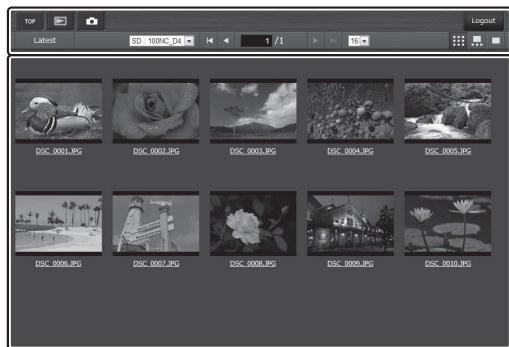 TOP Logout
Latest SD : 100NC_D4 1 /1 16
DSC_0001.JPG DSC_0002.JPG DSC_0003.JPG DSC_0004.JPG DSC_0005.JPG
DSC_0006.JPG DSC_0007.JPG DSC_0008.JPG DSC_0009.JPG DSC_0010.JPG